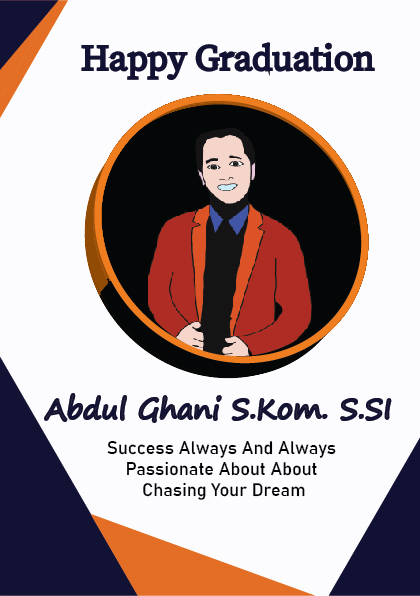 Happy Graduation
Abdul Ghani S.Kom. S.SI
Success Always And Always
Passionate About About
Chasing Your Dream